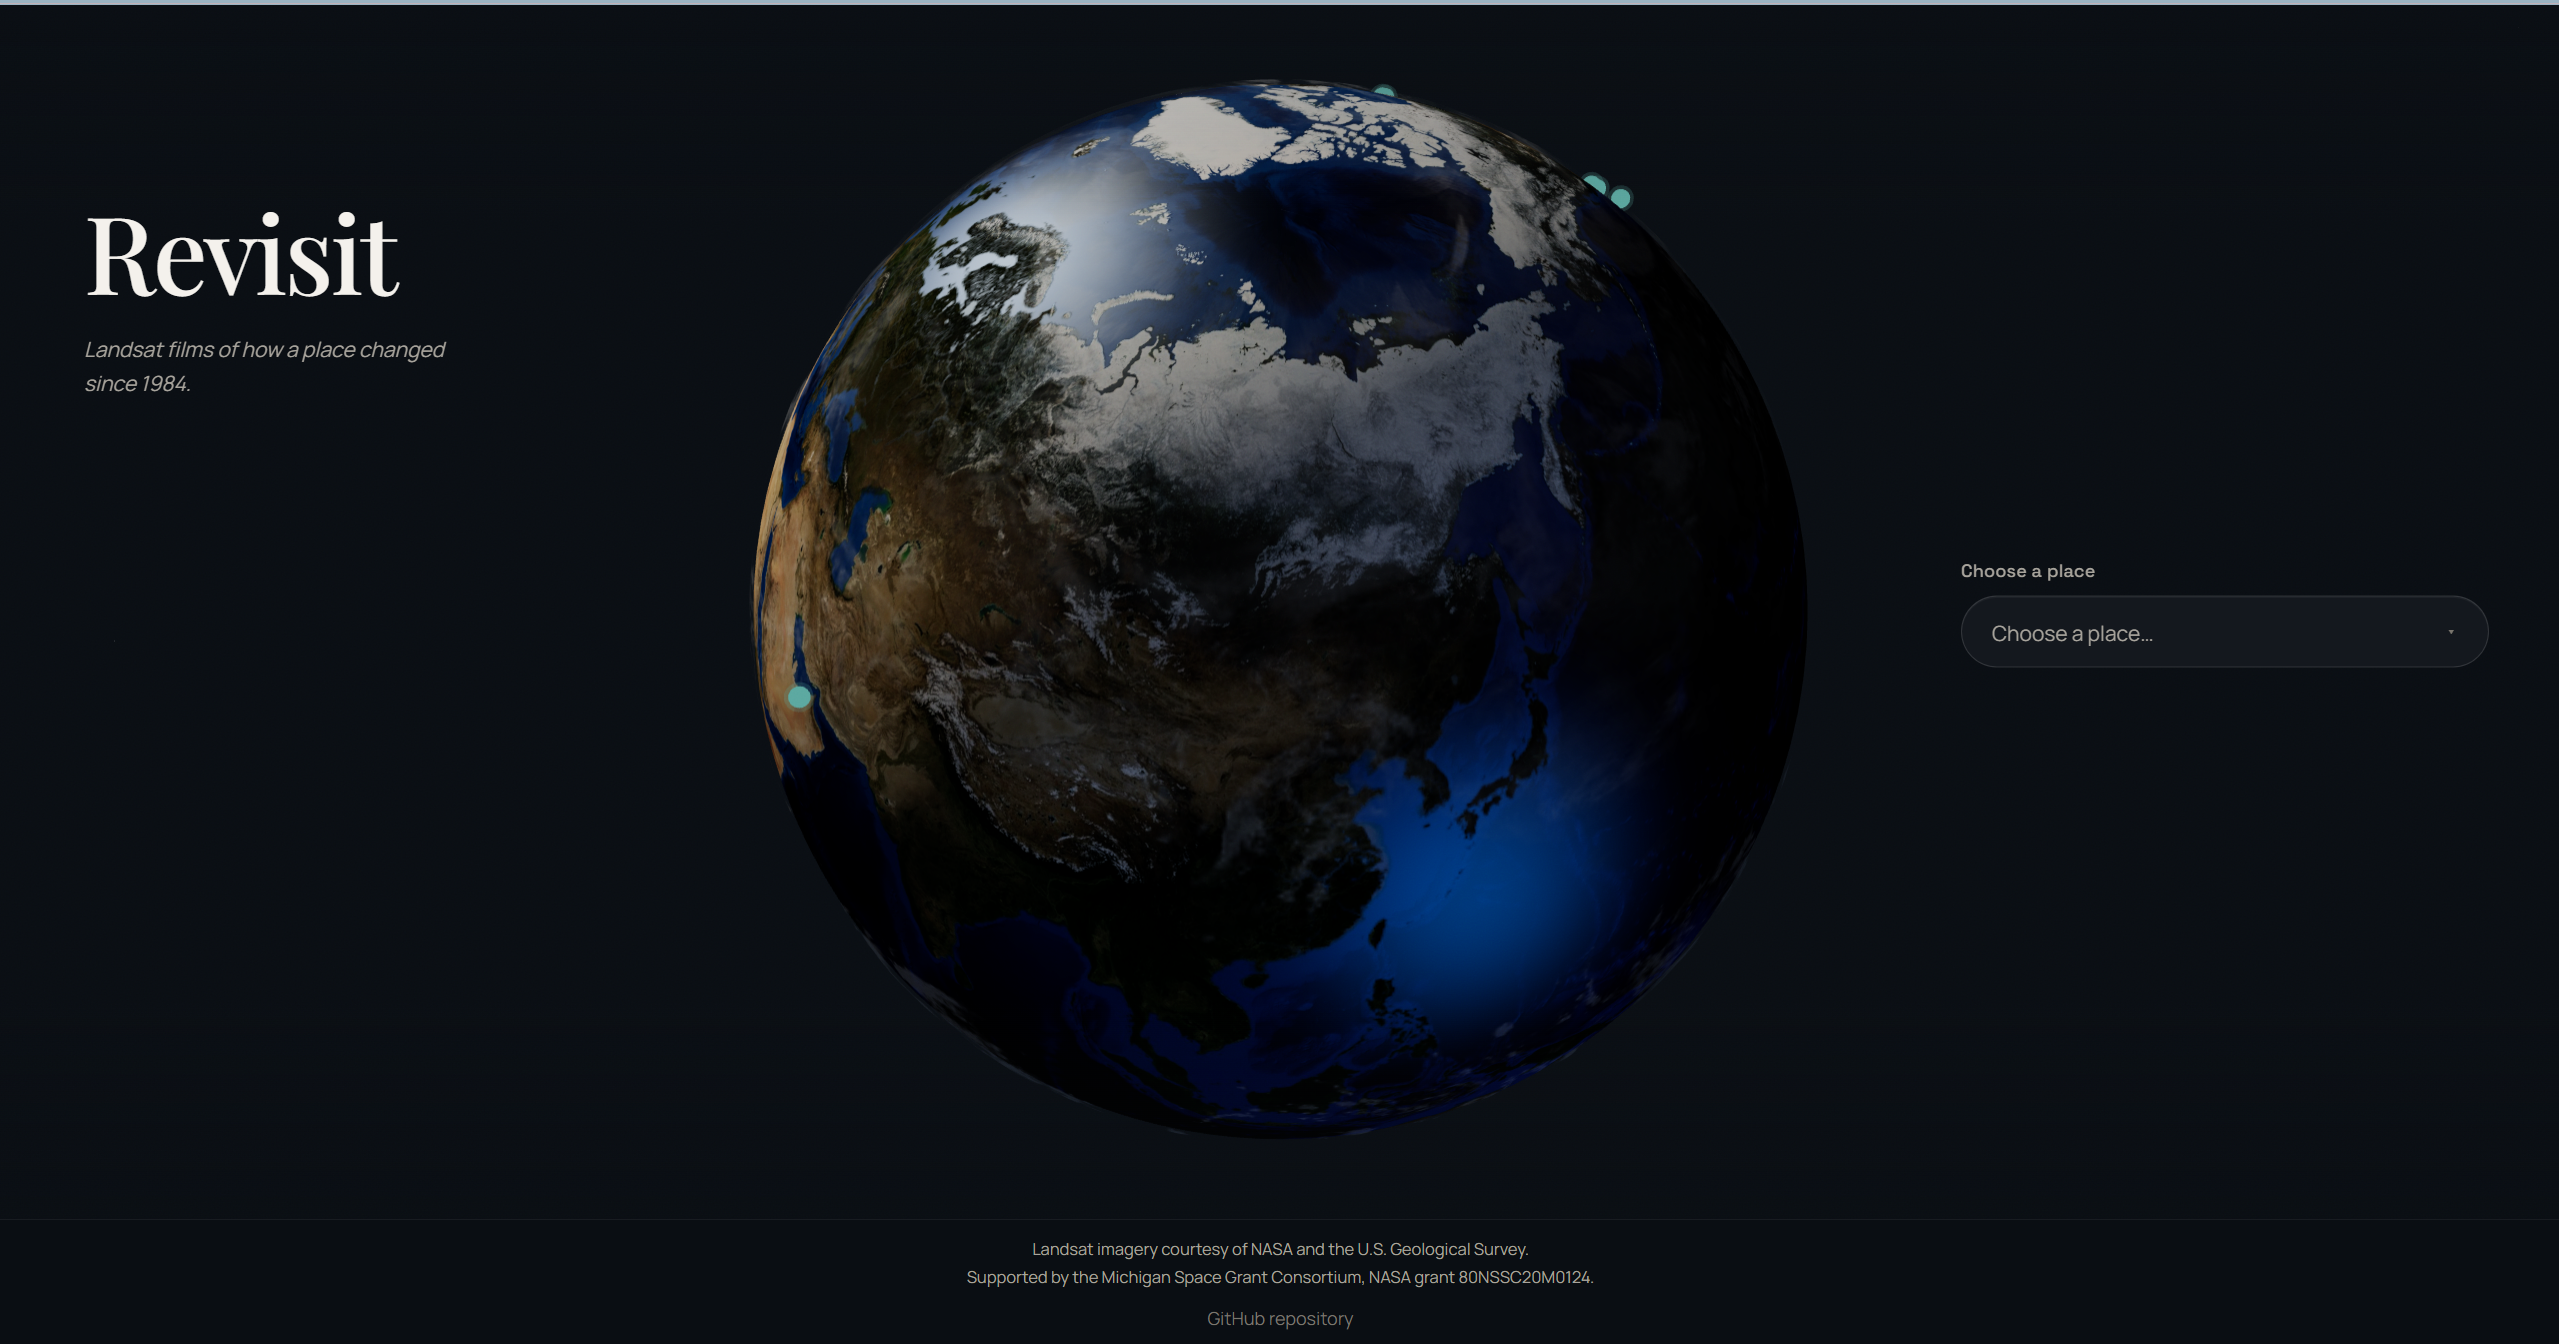 Revisit
Landsat films of how a place changed
since 1984.
Choose a place
Choose a place...
Landsat imagery courtesy of NASA and the U.S. Geological Survey.
Supported by the Michigan Space Grant Consortium, NASA grant 80NSSC20M0124.
GitHub repository